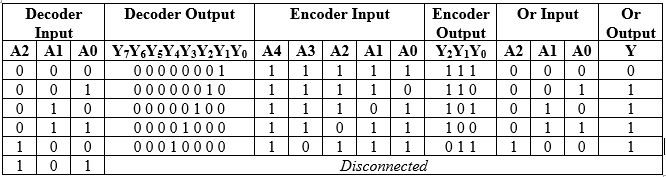 Decoder Input Decoder Output Encoder Input Encoder Output Or Input Or Output
A2 A1 A0 Y7Y6Y5Y4Y3Y2Y1Y0 A4 A3 A2 A1 A0 Y2Y1Y0 A2 A1 A0 Y
0 0 0 0 0 0 0 0 0 0 1 1 1 1 1 1 1 1 1 0 0 0 0
0 0 1 0 0 0 0 0 0 1 0 1 1 1 1 0 1 1 0 0 0 1 1
0 1 0 0 0 0 0 0 1 0 0 1 1 1 0 1 1 0 1 0 1 0 1
0 1 1 0 0 0 0 1 0 0 0 1 1 0 1 1 1 0 0 0 1 1 1
1 0 0 0 0 0 1 0 0 0 0 1 0 1 1 1 0 1 1 1 0 0 1
1 0 1 Disconnected